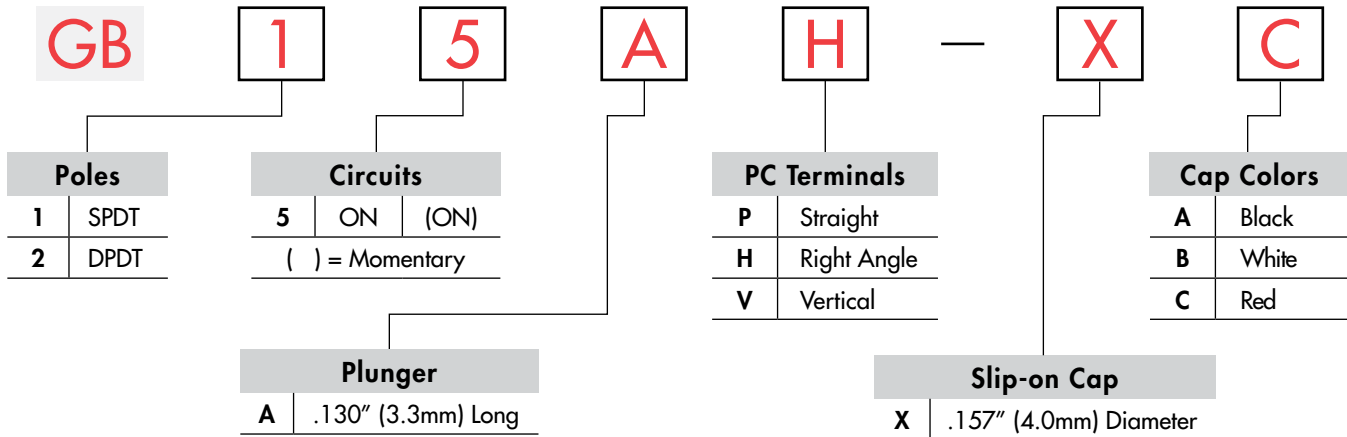 GB 1 5 A H — X C
Poles
1 SPDT
2 DPDT
Circuits
5 ON (ON)
( ) = Momentary
PC Terminals
P Straight
H Right Angle
V Vertical
Cap Colors
A Black
B White
C Red
Plunger
A .130″ (3.3mm) Long
Slip-on Cap
X .157″ (4.0mm) Diameter